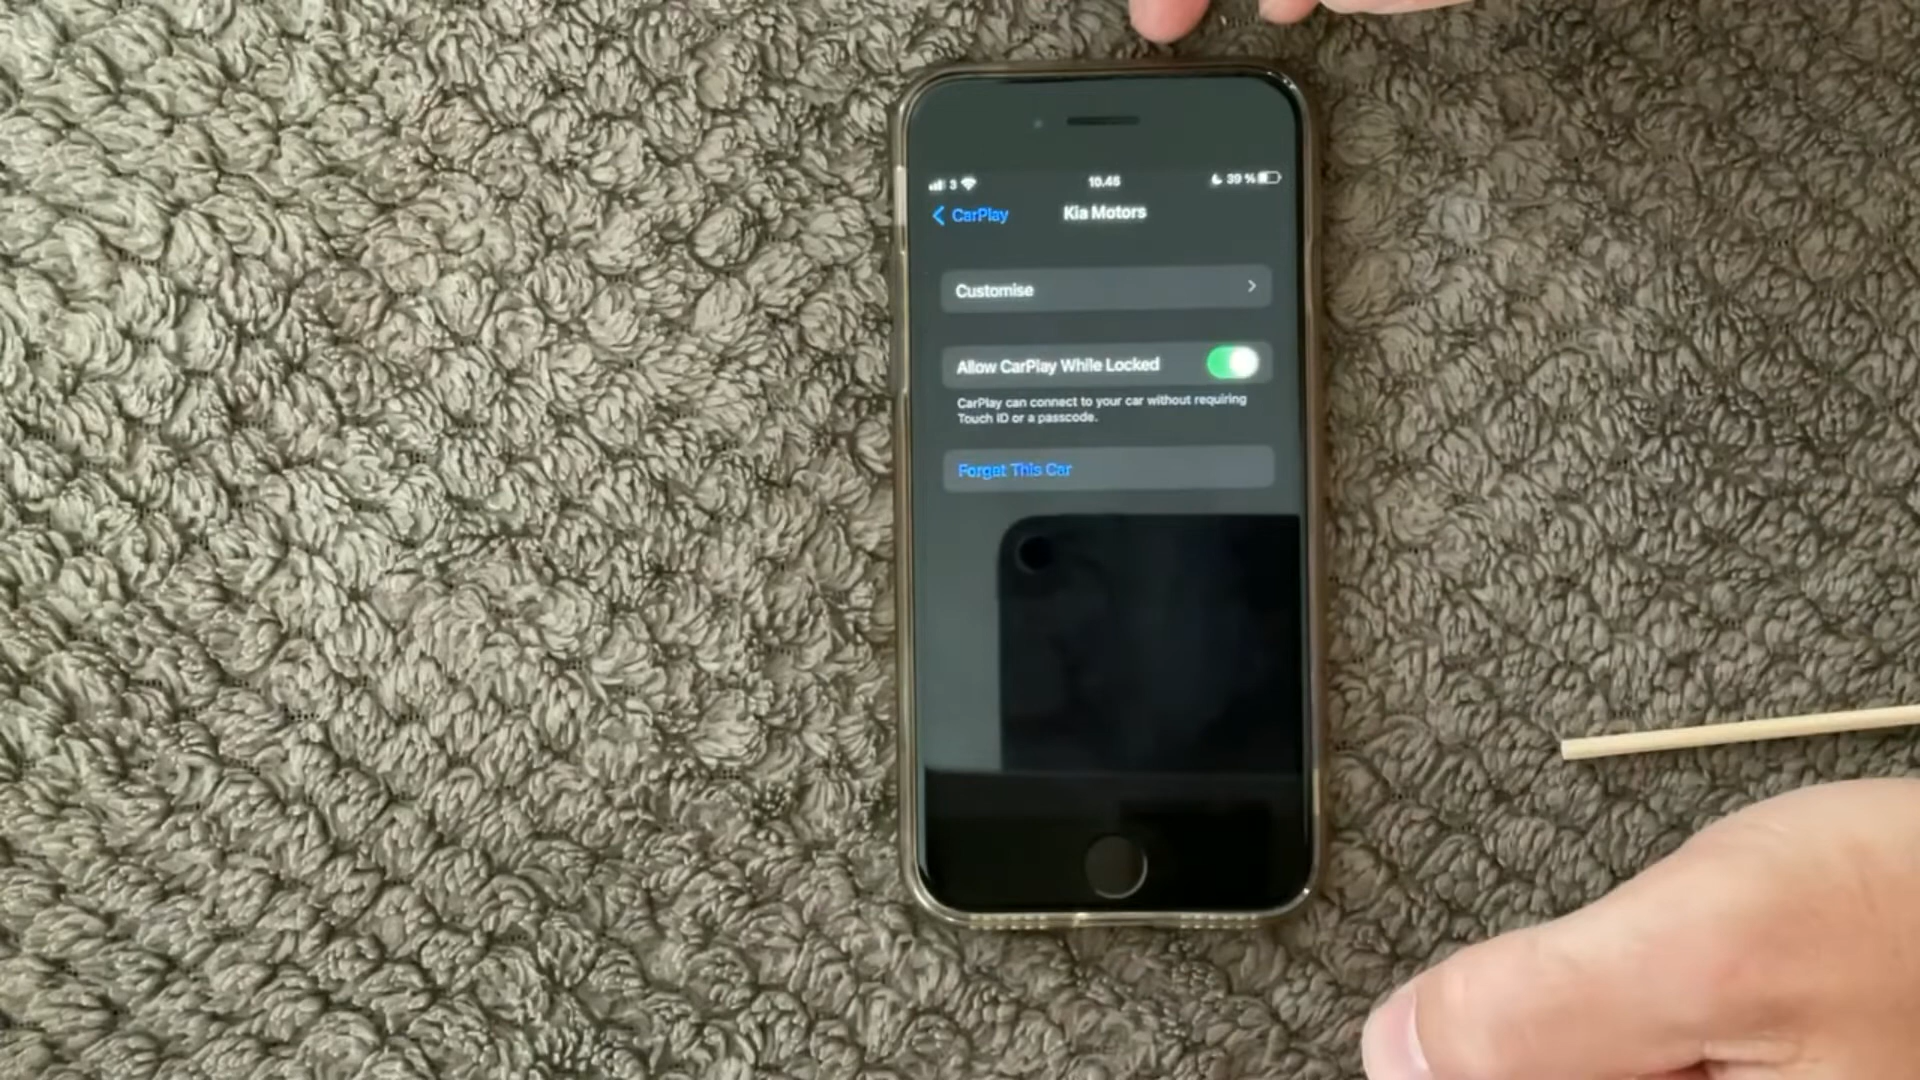 3 10.45 39 %
CarPlay Kia Motors
Customise
Allow CarPlay While Locked
CarPlay can connect to your car without requiring
Touch ID or a passcode.
Forget This Car